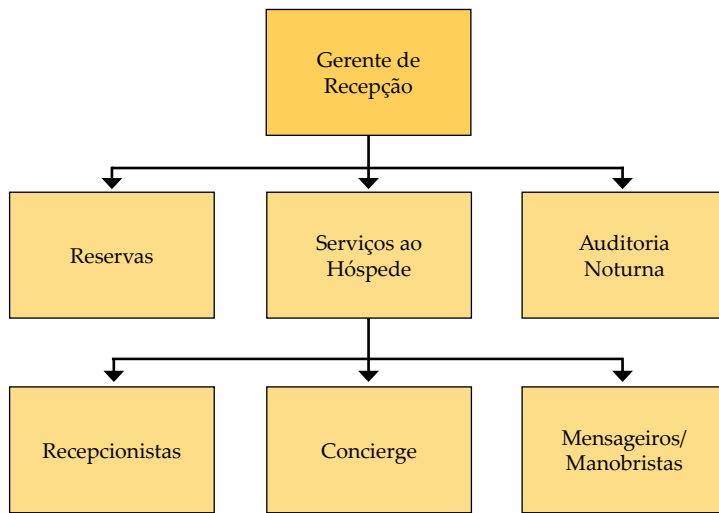 Gerente de
Recepção
Reservas
Serviços ao
Hóspede
Auditoria
Noturna
Recepcionistas
Concierge
Mensageiros/
Manobristas